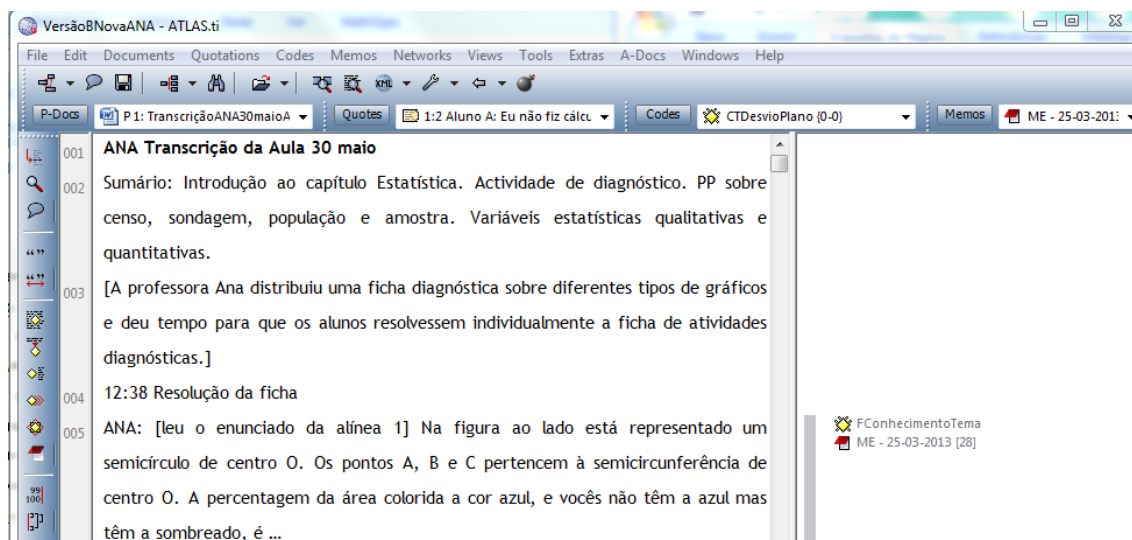 VersãoBNovaANA - ATLAS.ti
File Edit Documents Quotations Codes Memos Networks Views Tools Extras A-Docs Windows Help
P-Docs P 1: TranscriçãoANA30maioA Quotes 1:2 Aluno A: Eu não fiz cálcu Codes CTDesvioPlano {0-0} Memos ME - 25-03-201
001 ANA Transcrição da Aula 30 maio
002 Sumário: Introdução ao capítulo Estatística. Actividade de diagnóstico. PP sobre
censo, sondagem, população e amostra. Variáveis estatísticas qualitativas e
quantitativas.
003 [A professora Ana distribuiu uma ficha diagnóstica sobre diferentes tipos de gráficos
e deu tempo para que os alunos resolvessem individualmente a ficha de atividades
diagnósticas.]
004 12:38 Resolução da ficha
005 ANA: [leu o enunciado da alínea 1] Na figura ao lado está representado um
semicírculo de centro O. Os pontos A, B e C pertencem à semicircunferência de
centro O. A percentagem da área colorida a cor azul, e vocês não têm a azul mas
têm a sombreado, é ...
FConhecimentoTema
ME - 25-03-2013 [28]